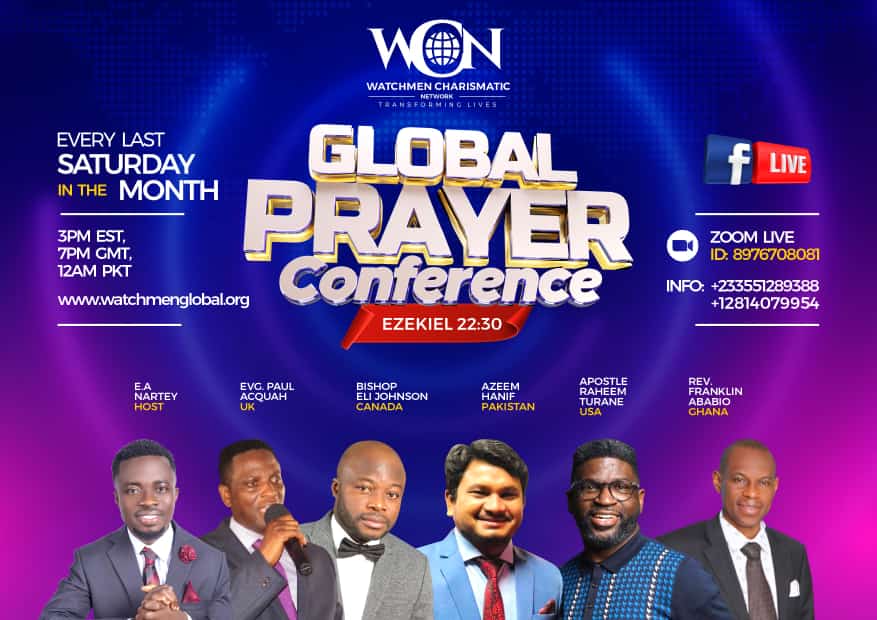 WCN
WATCHMEN CHARISMATIC
NETWORK
TRANSFORMING LIVES
EVERY LAST
SATURDAY
IN THE MONTH
3PM EST,
7PM GMT,
12AM PKT
www.watchmenglobal.org
GLOBAL
PRAYER
Conference
EZEKIEL 22:30
f LIVE
ZOOM LIVE
ID: 8976708081
INFO: +233551289388
+12814079954
E.A
NARTEY
HOST
EVG. PAUL
ACQUAH
UK
BISHOP
ELI JOHNSON
CANADA
AZEEM
HANIF
PAKISTAN
APOSTLE
RAHEEM
TURANE
USA
REV.
FRANKLIN
ABABIO
GHANA